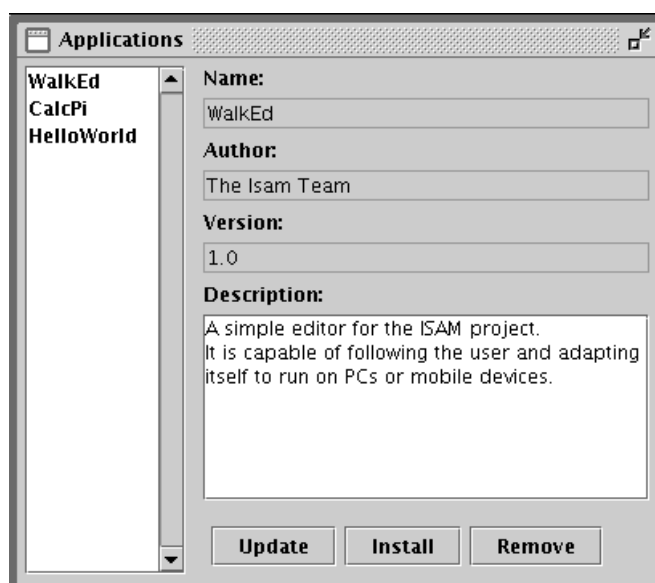 Applications
WalkEd
CalcPi
HelloWorld
Name:
WalkEd
Author:
The Isam Team
Version:
1.0
Description:
A simple editor for the ISAM project.
It is capable of following the user and adapting
itself to run on PCs or mobile devices.
Update Install Remove